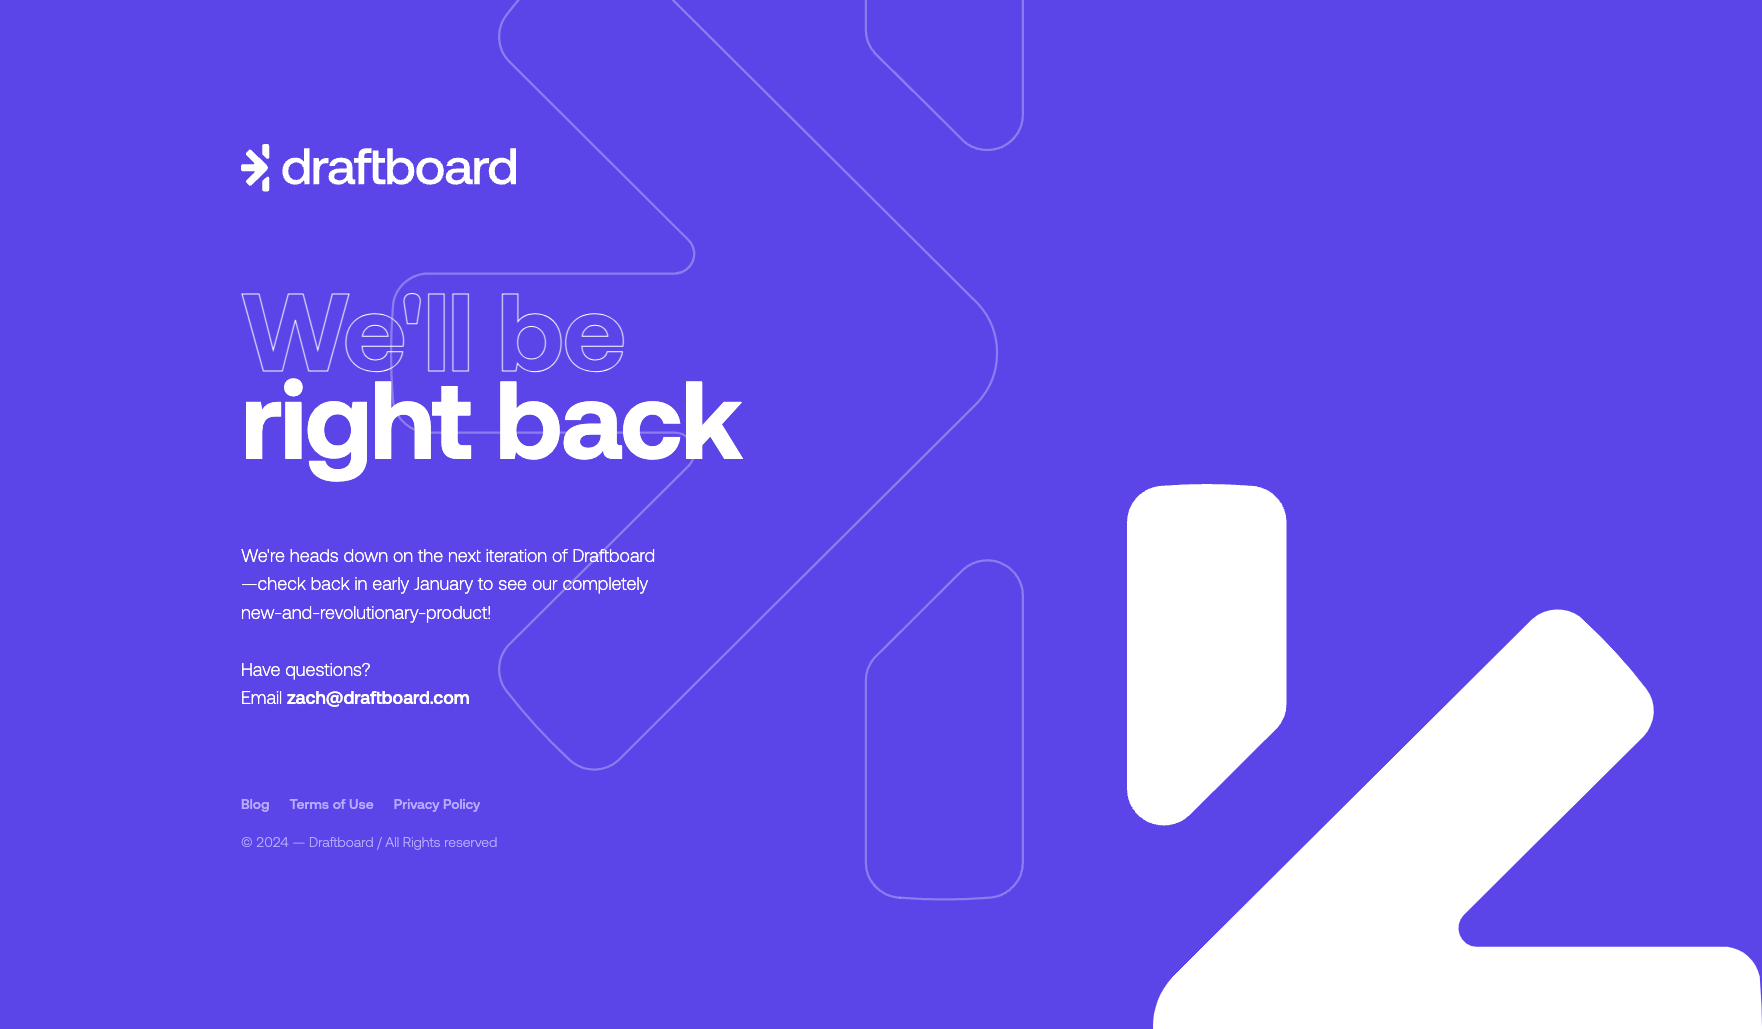 draftboard
We'll be
right back
We're heads down on the next iteration of Draftboard
—check back in early January to see our completely
new-and-revolutionary-product!
Have questions?
Email zach@draftboard.com
Blog Terms of Use Privacy Policy
© 2024 — Draftboard / All Rights reserved